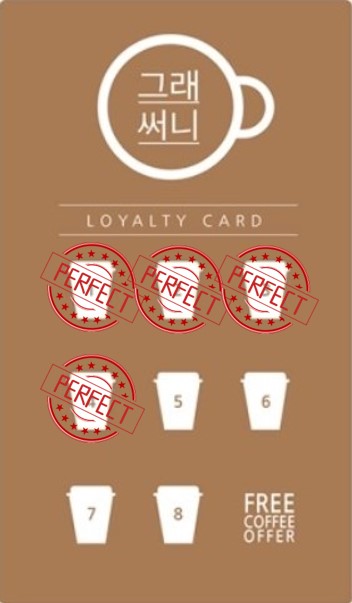 그래
써니
LOYALTY CARD
PERFECT PERFECT PERFECT
PERFECT 5 6
7 8 FREE
COFFEE
OFFER